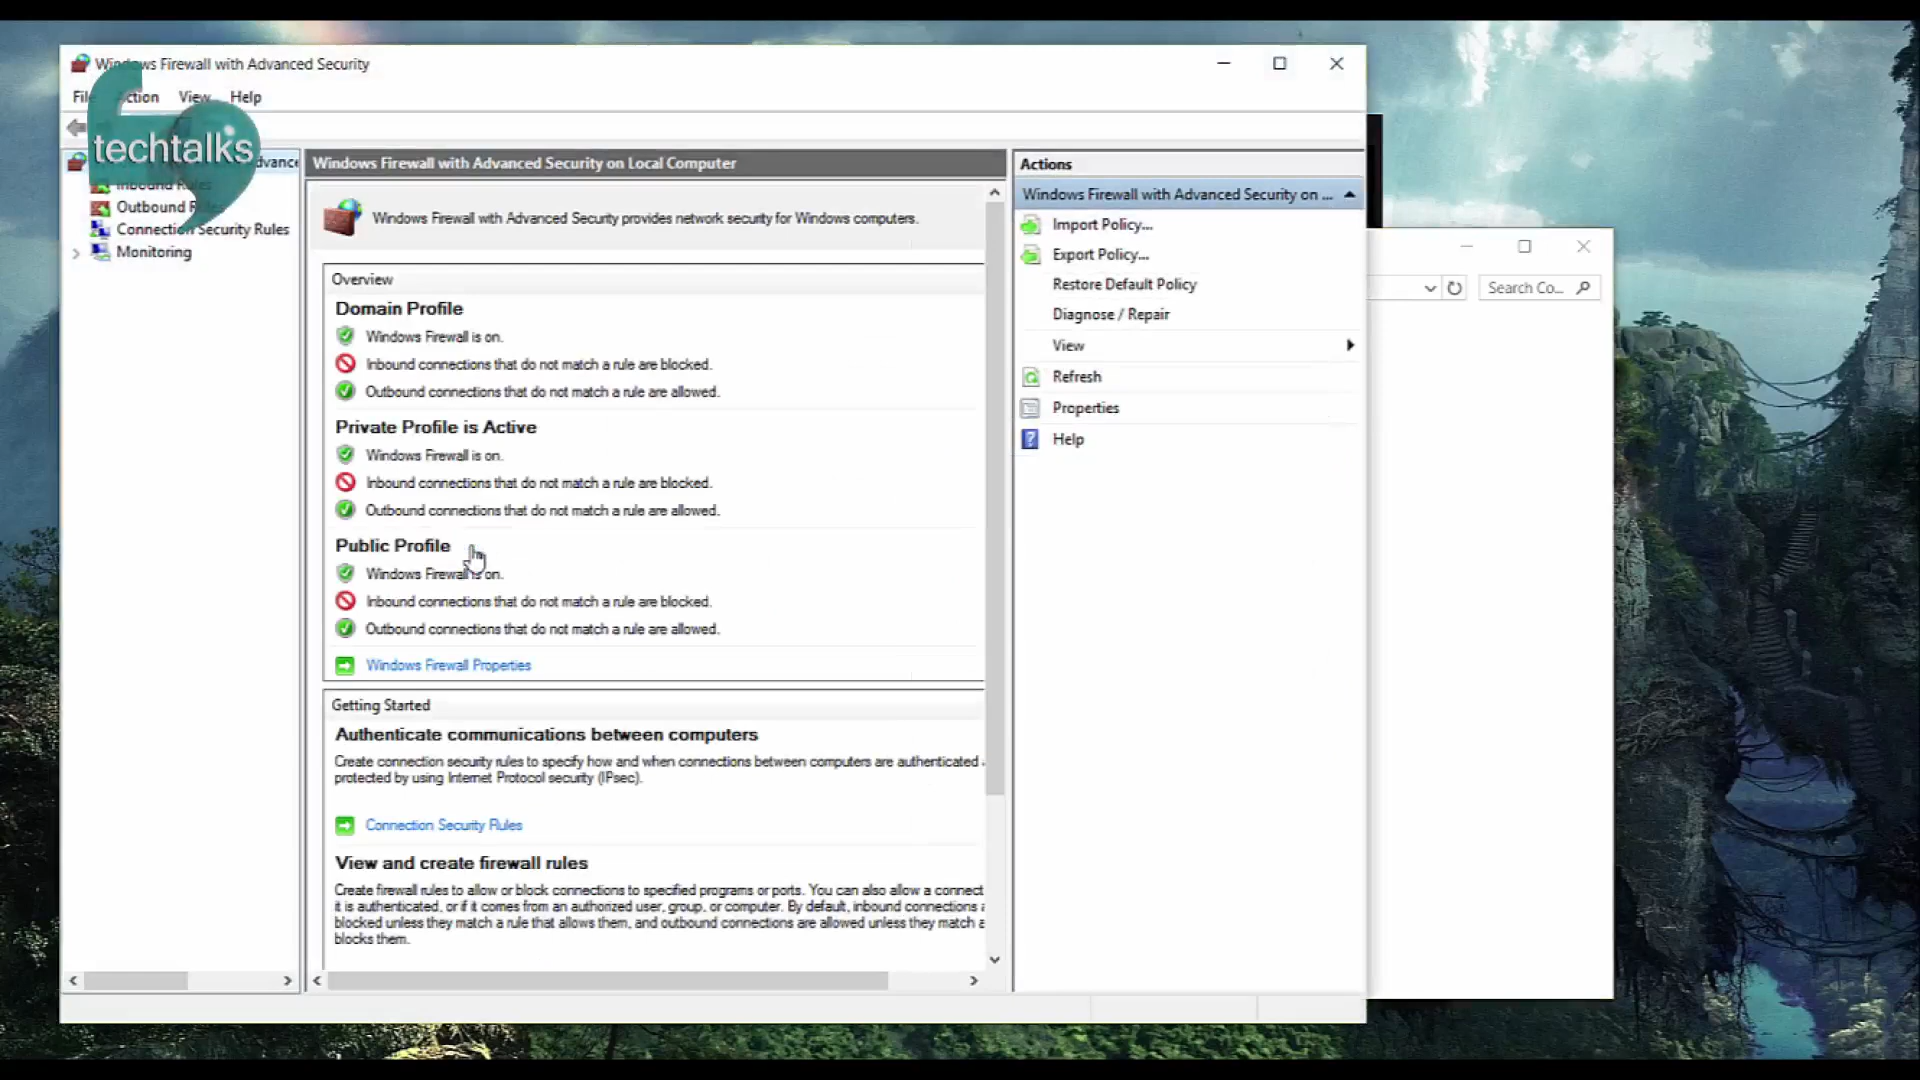 Windows Firewall with Advanced Security
File Action View Help
techtalks
Inbound Rules
Outbound Rules
Connection Security Rules
Monitoring
Windows Firewall with Advanced Security on Local Computer
Windows Firewall with Advanced Security provides network security for Windows computers.
Overview
Domain Profile
Windows Firewall is on.
Inbound connections that do not match a rule are blocked.
Outbound connections that do not match a rule are allowed.
Private Profile is Active
Windows Firewall is on.
Inbound connections that do not match a rule are blocked.
Outbound connections that do not match a rule are allowed.
Public Profile
Windows Firewall is on.
Inbound connections that do not match a rule are blocked.
Outbound connections that do not match a rule are allowed.
Windows Firewall Properties
Getting Started
Authenticate communications between computers
Create connection security rules to specify how and when connections between computers are authenticated
protected by using Internet Protocol security (IPsec).
Connection Security Rules
View and create firewall rules
Create firewall rules to allow or block connections to specified programs or ports. You can also allow a connect
it is authenticated, or if it comes from an authorized user, group, or computer. By default, inbound connections
blocked unless they match a rule that allows them, and outbound connections are allowed unless they match a
blocks them.
Actions
Windows Firewall with Advanced Security on ...
Import Policy...
Export Policy...
Restore Default Policy
Diagnose / Repair
View
Refresh
Properties
Help
Search Co...